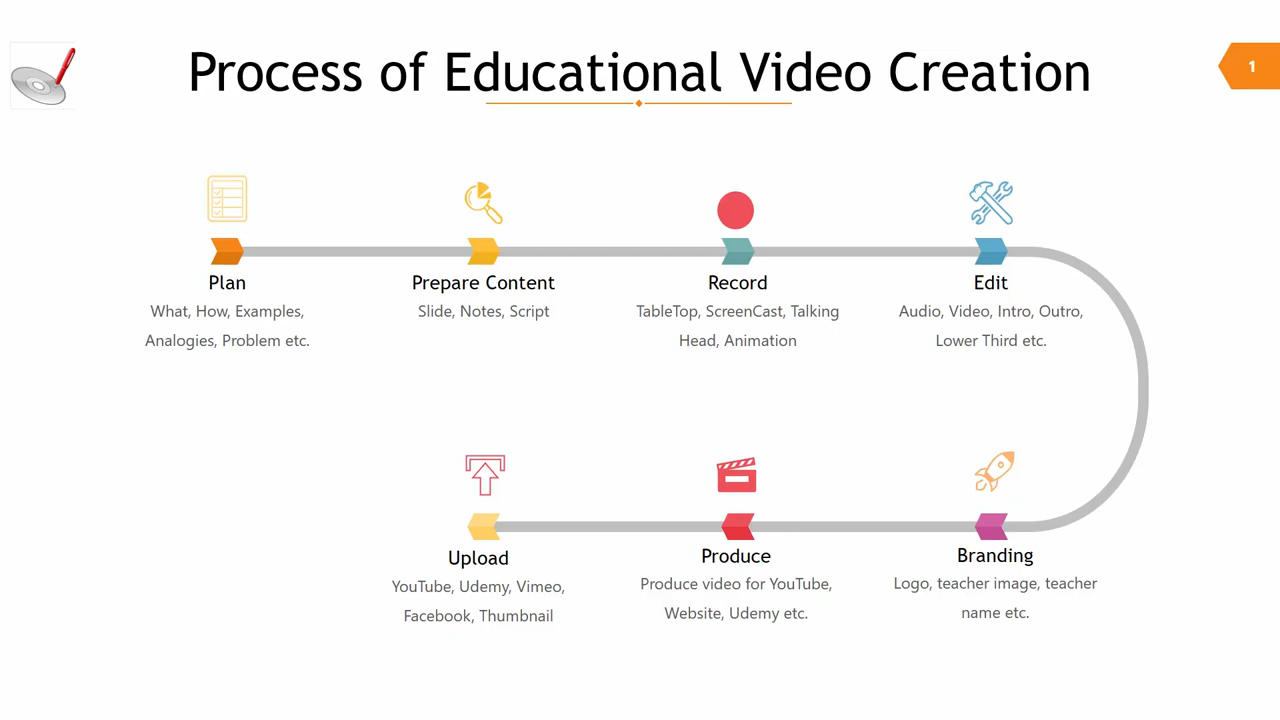 Process of Educational Video Creation
1
Plan
What, How, Examples,
Analogies, Problem etc.
Prepare Content
Slide, Notes, Script
Record
TableTop, ScreenCast, Talking
Head, Animation
Edit
Audio, Video, Intro, Outro,
Lower Third etc.
Branding
Logo, teacher image, teacher
name etc.
Produce
Produce video for YouTube,
Website, Udemy etc.
Upload
YouTube, Udemy, Vimeo,
Facebook, Thumbnail